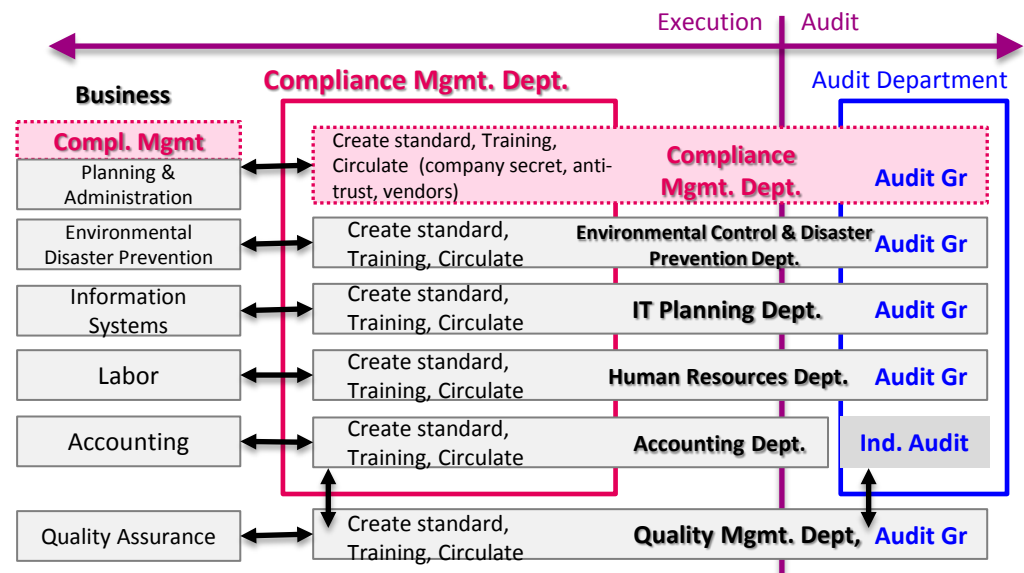 Execution
Audit
Compliance Mgmt. Dept.
Audit Department
Business
Compl. Mgmt
Planning &
Administration
Create standard, Training,
Circulate (company secret, anti-
trust, vendors)
Compliance
Mgmt. Dept.
Audit Gr
Environmental
Disaster Prevention
Create standard,
Training, Circulate
Environmental Control & Disaster
Prevention Dept.
Audit Gr
Information
Systems
Create standard,
Training, Circulate
IT Planning Dept.
Audit Gr
Labor
Create standard,
Training, Circulate
Human Resources Dept.
Audit Gr
Accounting
Create standard,
Training, Circulate
Accounting Dept.
Ind. Audit
Quality Assurance
Create standard,
Training, Circulate
Quality Mgmt. Dept,
Audit Gr